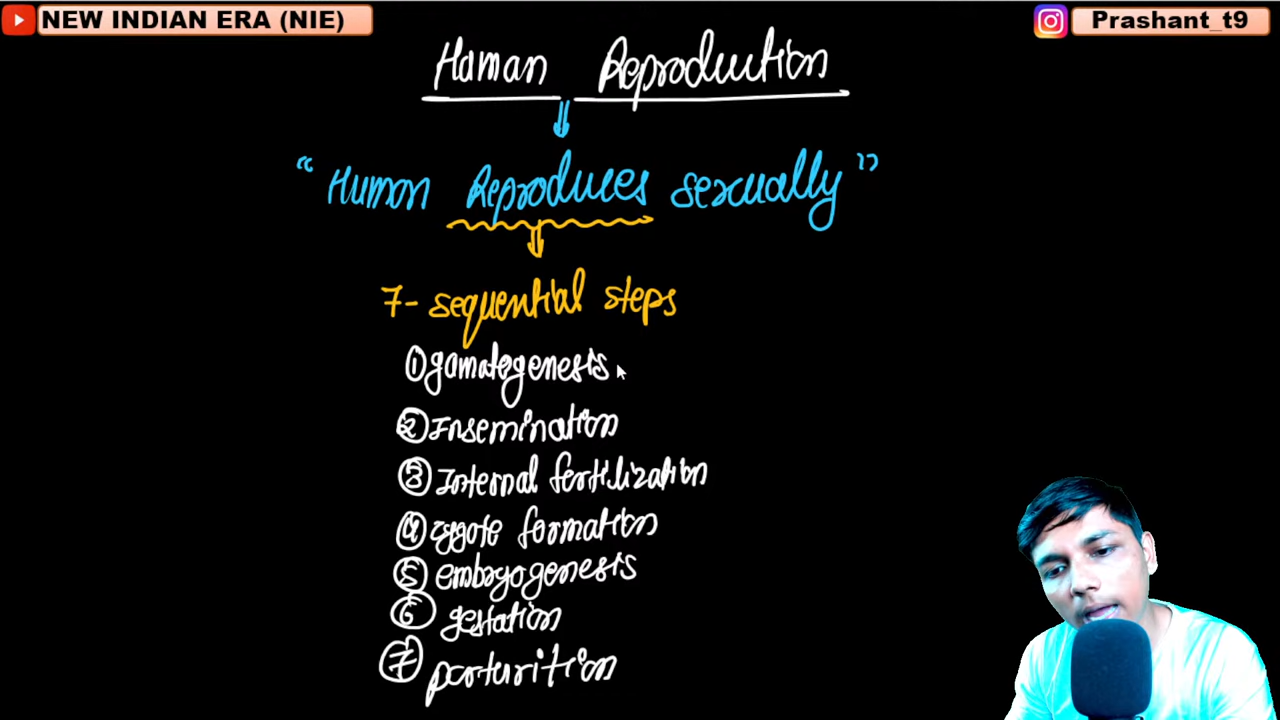 NEW INDIAN ERA (NIE)
Prashant_t9
Human Reproduction
"Human Reproduces sexually"
7- sequential steps
① gamatogenesis
② Insemination
③ Internal fertilization
④ zygote formation
⑤ embryogenesis
⑥ gestation
⑦ parturition